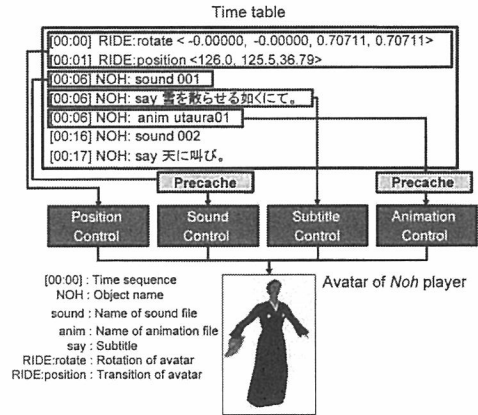 Time table
[00:00] RIDE:rotate < -0.00000, -0.00000, 0.70711, 0.70711>
[00:01] RIDE:position <126.0, 125.5,36.79>
[00:06] NOH: sound 001
[00:06] NOH: say 雪を散らせる如くにて。
[00:06] NOH: anim utaura01
[00:16] NOH: sound 002
[00:17] NOH: say 天に叫び。
Precache
Precache
Position Control
Sound Control
Subtitle Control
Animation Control
Avatar of Noh player
[00:00] : Time sequence
NOH : Object name
sound : Name of sound file
anim : Name of animation file
say : Subtitle
RIDE:rotate : Rotation of avatar
RIDE:position : Transition of avatar